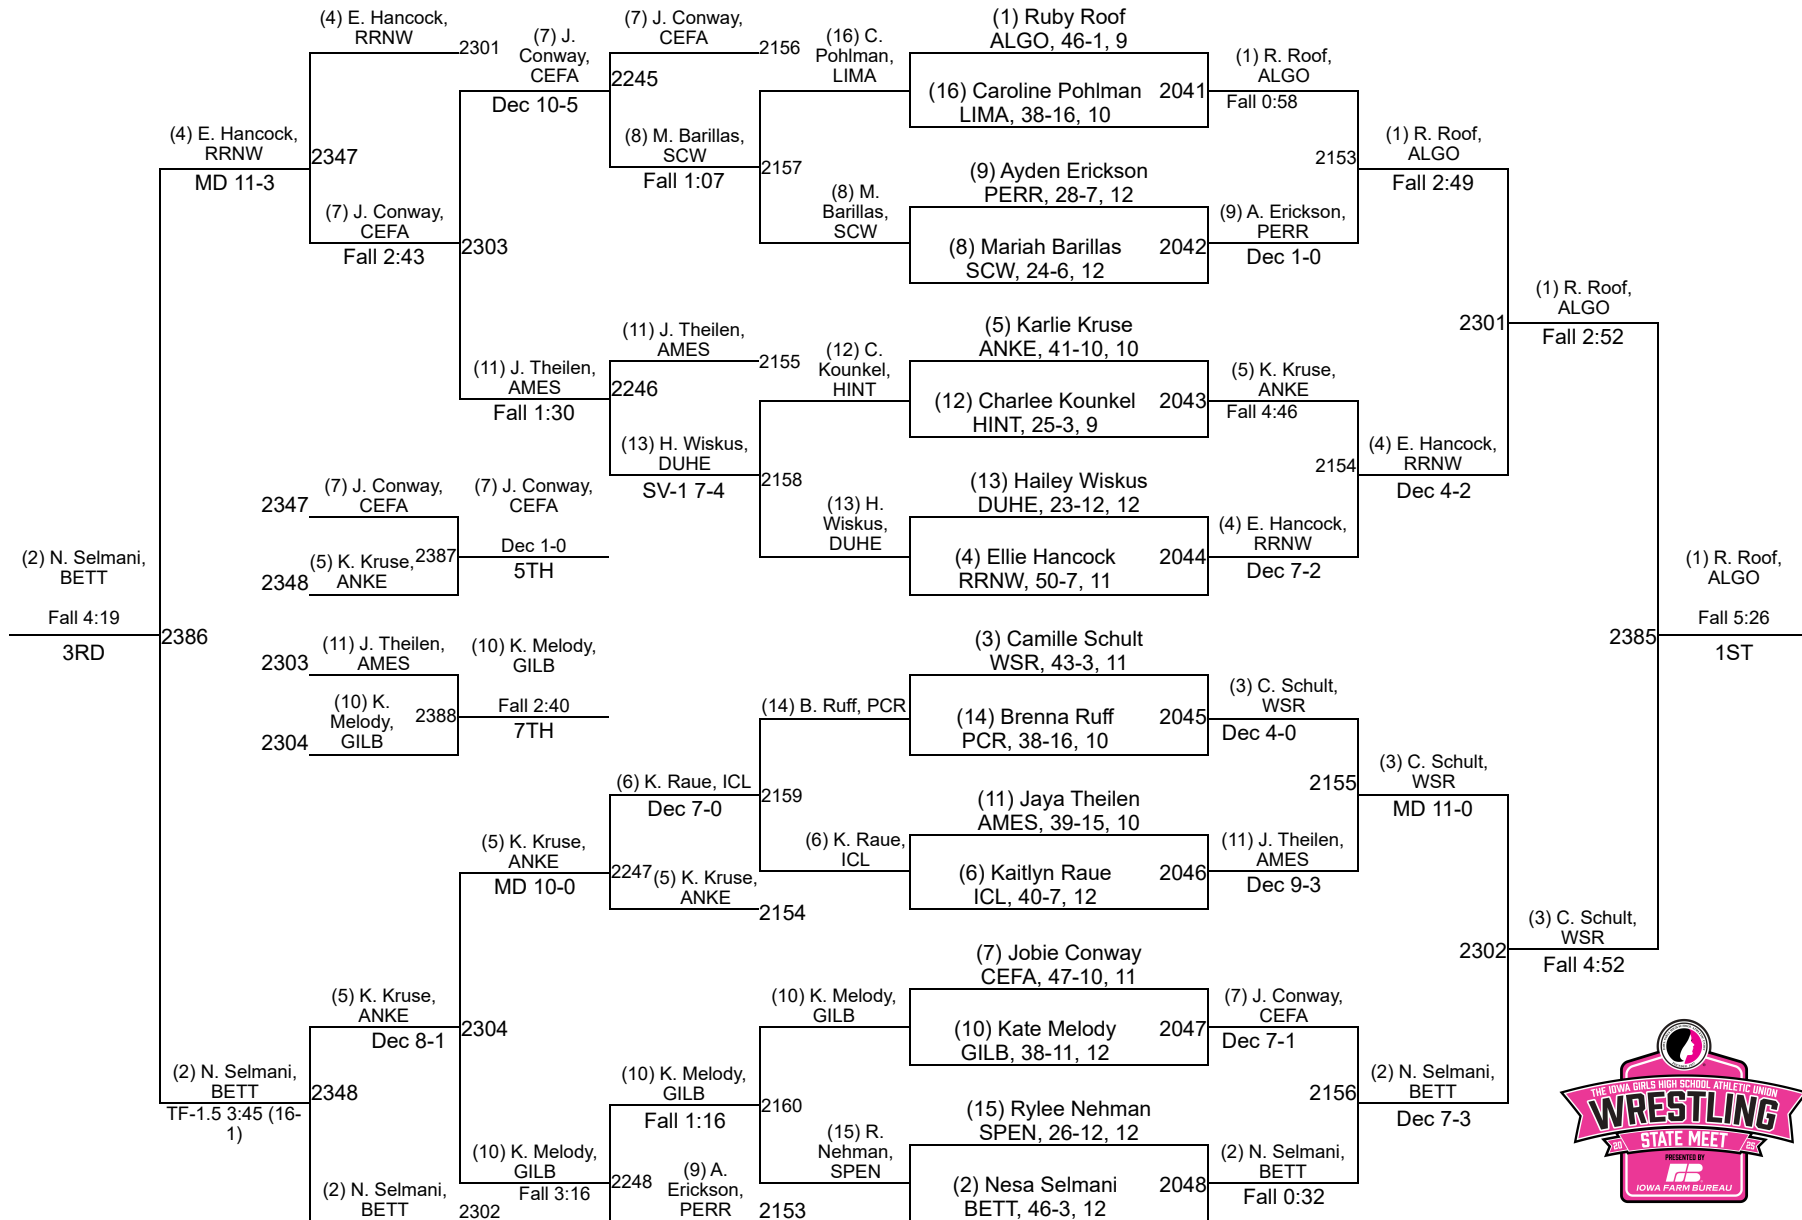 (4) E. Hancock,
RRNW
2301
(7) J.
Conway,
CEFA
Dec 10-5
(7) J. Conway,
CEFA
2156
2245
(16) C.
Pohlman,
LIMA
(1) Ruby Roof
ALGO, 46-1, 9
(16) Caroline Pohlman
LIMA, 38-16, 10
2041
(1) R. Roof,
ALGO
Fall 0:58
(4) E. Hancock,
RRNW
MD 11-3
2347
(8) M. Barillas,
SCW
Fall 1:07
2157
(9) Ayden Erickson
PERR, 28-7, 12
2153
(1) R. Roof,
ALGO
Fall 2:49
(7) J. Conway,
CEFA
Fall 2:43
2303
(8) M.
Barillas,
SCW
(8) Mariah Barillas
SCW, 24-6, 12
2042
(9) A. Erickson,
PERR
Dec 1-0
(1) R. Roof,
ALGO
Fall 2:52
2301
(11) J. Theilen,
AMES
2155
(12) C.
Kounkel,
HINT
(5) Karlie Kruse
ANKE, 41-10, 10
(11) J. Theilen,
AMES
Fall 1:30
2246
(12) Charlee Kounkel
HINT, 25-3, 9
2043
(5) K. Kruse,
ANKE
Fall 4:46
(13) H. Wiskus,
DUHE
SV-1 7-4
2158
(13) Hailey Wiskus
DUHE, 23-12, 12
2154
(4) E. Hancock,
RRNW
Dec 4-2
2347
(7) J. Conway,
CEFA
(7) J. Conway,
CEFA
(13) H.
Wiskus,
DUHE
(4) Ellie Hancock
RRNW, 50-7, 11
2044
(4) E. Hancock,
RRNW
Dec 7-2
2348
(5) K. Kruse,
ANKE
2387
Dec 1-0
5TH
(2) N. Selmani,
BETT
Fall 4:19
3RD
2386
(1) R. Roof,
ALGO
Fall 5:26
1ST
2385
2303
(11) J. Theilen,
AMES
(10) K. Melody,
GILB
2304
(10) K.
Melody,
GILB
2388
Fall 2:40
7TH
(14) B. Ruff, PCR
(3) Camille Schult
WSR, 43-3, 11
(14) Brenna Ruff
PCR, 38-16, 10
2045
(3) C. Schult,
WSR
Dec 4-0
(6) K. Raue, ICL
Dec 7-0
2159
(11) Jaya Theilen
AMES, 39-15, 10
2155
(3) C. Schult,
WSR
MD 11-0
(5) K. Kruse,
ANKE
MD 10-0
2247
(5) K. Kruse,
ANKE
2154
(6) K. Raue,
ICL
(6) Kaitlyn Raue
ICL, 40-7, 12
2046
(11) J. Theilen,
AMES
Dec 9-3
2302
(3) C. Schult,
WSR
Fall 4:52
(5) K. Kruse,
ANKE
Dec 8-1
2304
(10) K. Melody,
GILB
(7) Jobie Conway
CEFA, 47-10, 11
(10) Kate Melody
GILB, 38-11, 12
2047
(7) J. Conway,
CEFA
Dec 7-1
(2) N. Selmani,
BETT
TF-1.5 3:45 (16-
1)
2348
(10) K. Melody,
GILB
Fall 1:16
2160
(15) Rylee Nehman
SPEN, 26-12, 12
2156
(2) N. Selmani,
BETT
Dec 7-3
(2) N. Selmani,
BETT
2302
(10) K. Melody,
GILB
Fall 3:16
2248
(9) A.
Erickson,
PERR
2153
(15) R.
Nehman,
SPEN
(2) Nesa Selmani
BETT, 46-3, 12
2048
(2) N. Selmani,
BETT
Fall 0:32
THE IOWA GIRLS HIGH SCHOOL ATHLETIC UNION
WRESTLING
20 STATE MEET 25
PRESENTED BY
FB
IOWA FARM BUREAU